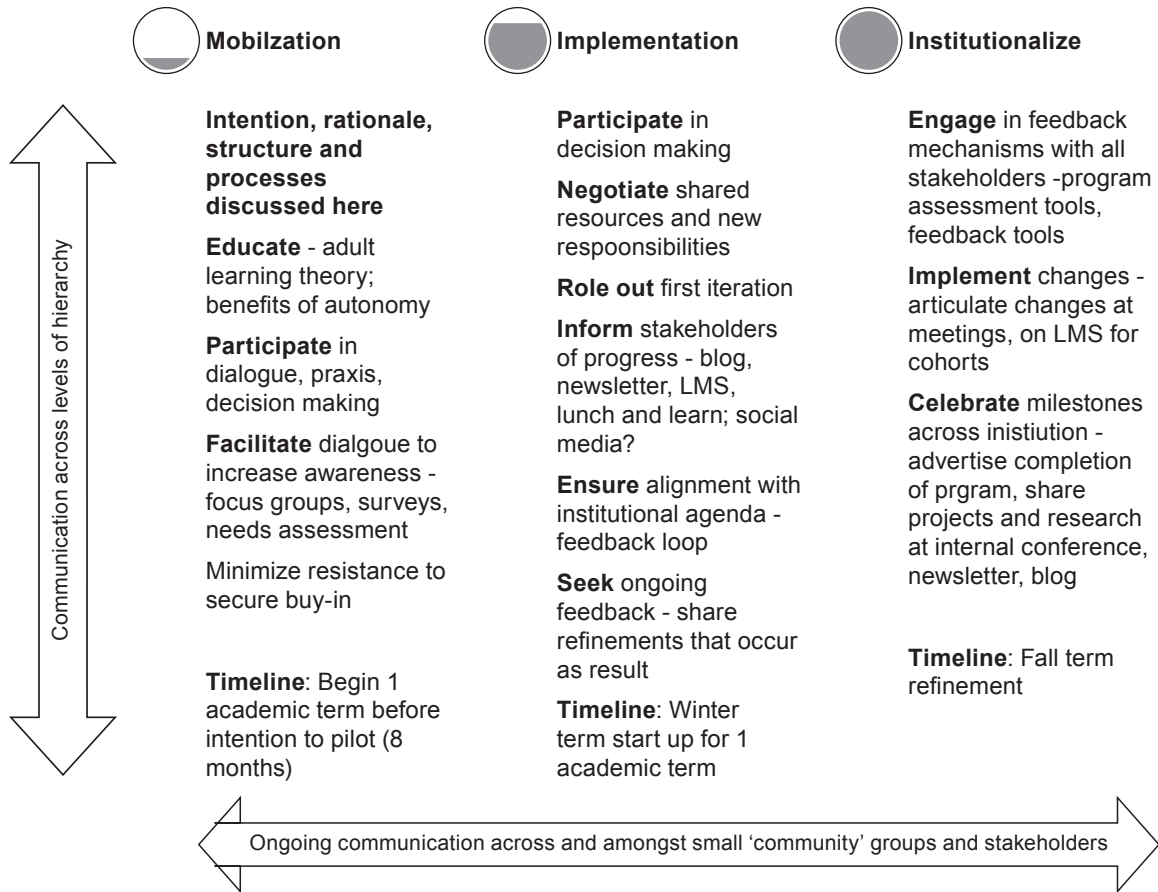 Mobilzation
Intention, rationale,
structure and
processes
discussed here
Educate - adult
learning theory;
benefits of autonomy
Participate in
dialogue, praxis,
decision making
Facilitate dialgoue to
increase awareness -
focus groups, surveys,
needs assessment
Minimize resistance to
secure buy-in
Timeline: Begin 1
academic term before
intention to pilot (8
months)
Implementation
Participate in
decision making
Negotiate shared
resources and new
respoonsibilities
Role out first iteration
Inform stakeholders
of progress - blog,
newsletter, LMS,
lunch and learn; social
media?
Ensure alignment with
institutional agenda -
feedback loop
Seek ongoing
feedback - share
refinements that occur
as result
Timeline: Winter
term start up for 1
academic term
Institutionalize
Engage in feedback
mechanisms with all
stakeholders -program
assessment tools,
feedback tools
Implement changes -
articulate changes at
meetings, on LMS for
cohorts
Celebrate milestones
across inistiution -
advertise completion
of prgram, share
projects and research
at internal conference,
newsletter, blog
Timeline: Fall term
refinement
Communication across levels of hierarchy
Ongoing communication across and amongst small ‘community’ groups and stakeholders